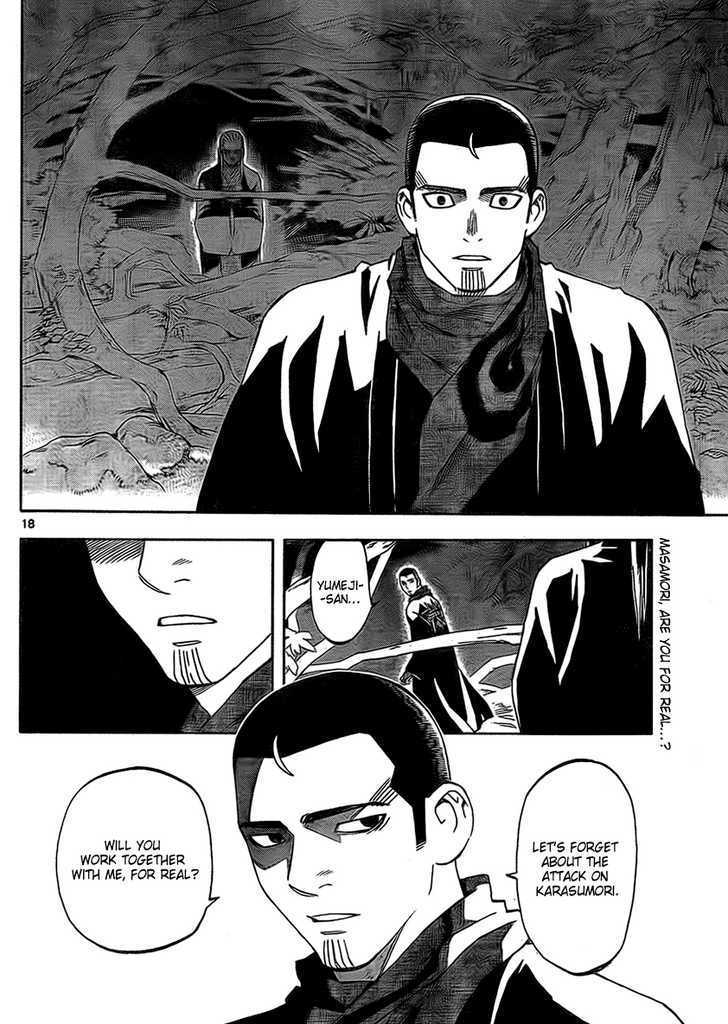 18
YUMEJI-
-SAN...
MASAMORI, ARE YOU FOR REAL...?
LET'S FORGET
ABOUT THE
ATTACK ON
KARASUMORI.
WILL YOU
WORK TOGETHER
WITH ME, FOR REAL?